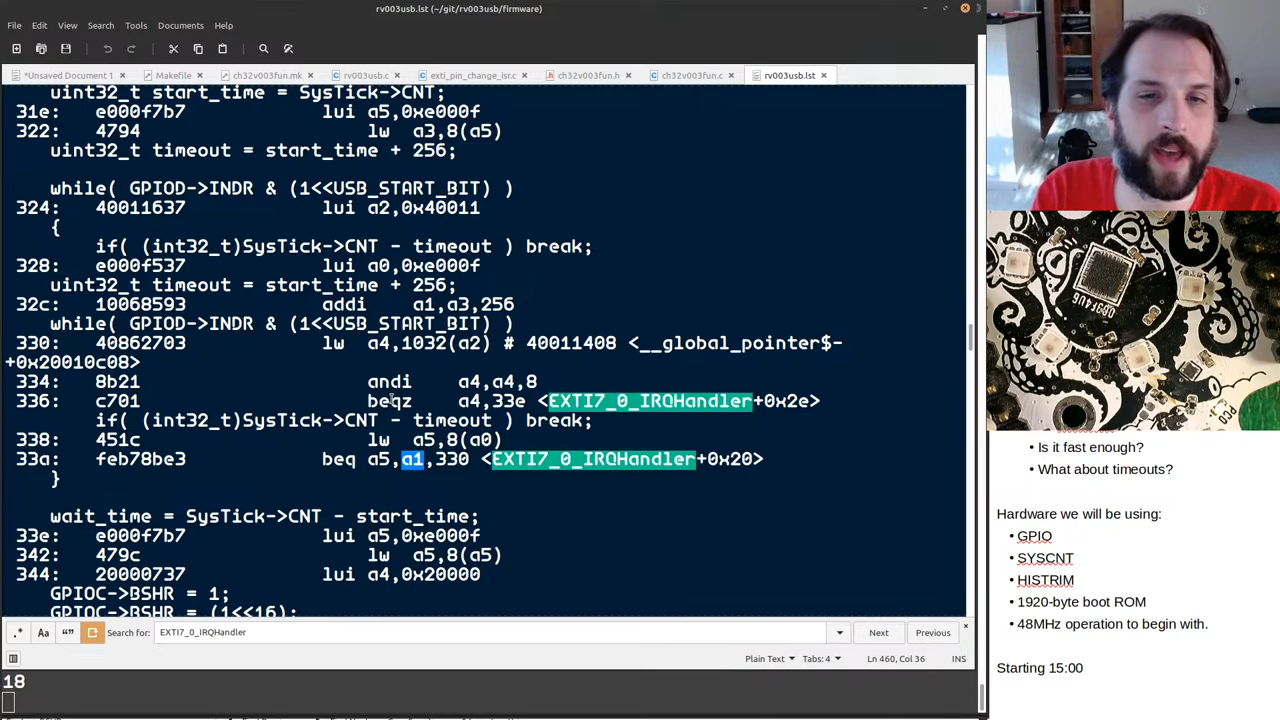 rv003usb.lst (~/git/rv003usb/firmware)
File Edit View Search Tools Documents Help
*Unsaved Document 1 × Makefile × ch32v003fun.mk × rv003usb.c × exti_pin_change_isr.c × ch32v003fun.h × ch32v003fun.c × rv003usb.lst ×
uint32_t start_time = SysTick->CNT;
31e: e000f7b7 lui a5,0xe000f
322: 4794 lw a3,8(a5)
uint32_t timeout = start_time + 256;
while( GPIOD->INDR & (1<<USB_START_BIT) )
324: 40011637 lui a2,0x40011
{
if( (int32_t)SysTick->CNT - timeout ) break;
328: e000f537 lui a0,0xe000f
uint32_t timeout = start_time + 256;
32c: 10068593 addi a1,a3,256
while( GPIOD->INDR & (1<<USB_START_BIT) )
330: 40862703 lw a4,1032(a2) # 40011408 <__global_pointer$-
+0x20010c08>
334: 8b21 andi a4,a4,8
336: c701 beqz a4,33e <EXTI7_0_IRQHandler+0x2e>
if( (int32_t)SysTick->CNT - timeout ) break;
338: 451c lw a5,8(a0)
33a: feb78be3 beq a5,a1,330 <EXTI7_0_IRQHandler+0x20>
}
wait_time = SysTick->CNT - start_time;
33e: e000f7b7 lui a5,0xe000f
342: 479c lw a5,8(a5)
344: 20000737 lui a4,0x20000
GPIOC->BSHR = 1;
GPIOC->BSHR = (1<<16);
.* Aa “” Search for: EXTI7_0_IRQHandler Next Previous ×
Plain Text Tabs: 4 Ln 460, Col 36 INS
18
• Is it fast enough?
• What about timeouts?
Hardware we will be using:
• GPIO
• SYSCNT
• HISTRIM
• 1920-byte boot ROM
• 48MHz operation to begin with.
Starting 15:00